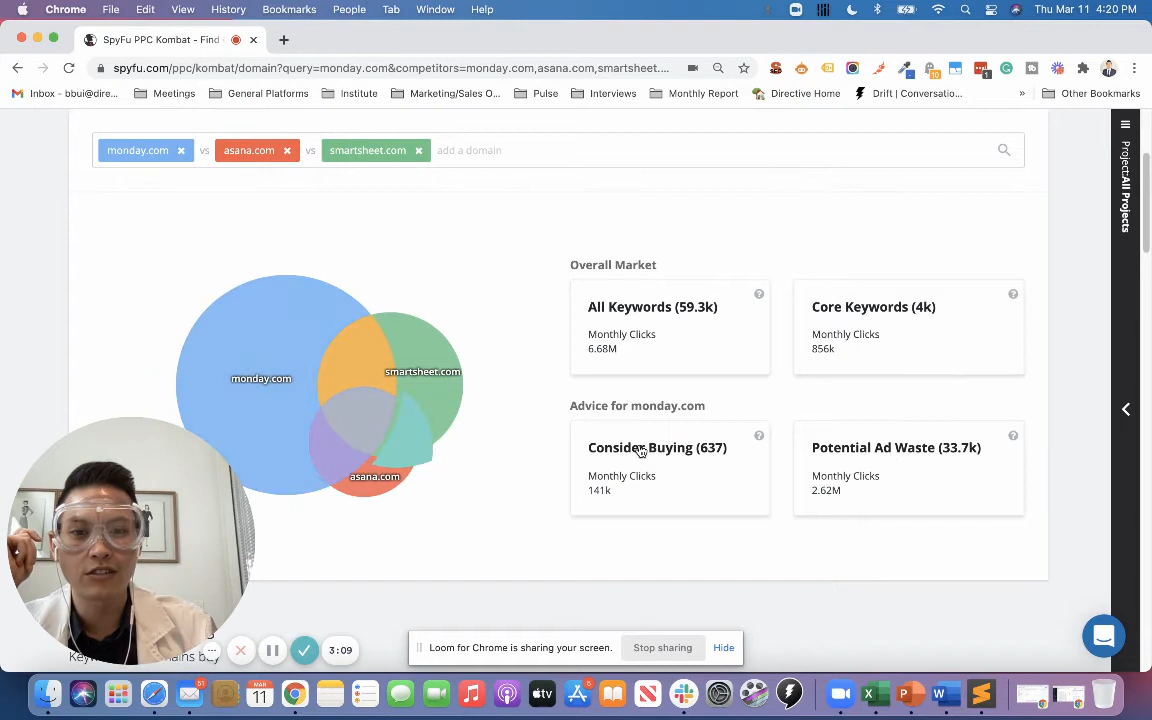 Chrome File Edit View History Bookmarks People Tab Window Help Thu Mar 11 4:20 PM
SpyFu PPC Kombat - Find
spyfu.com/ppc/kombat/domain?query=monday.com&competitors=monday.com,asana.com,smartsheet....
10
1
Inbox - bbui@dire... Meetings General Platforms Institute Marketing/Sales O... Pulse Interviews Monthly Report Directive Home Drift | Conversatio... » Other Bookmarks
monday.com × vs asana.com × vs smartsheet.com × add a domain
Project: All Projects
Overall Market
All Keywords (59.3k)
Monthly Clicks
6.68M
Core Keywords (4k)
Monthly Clicks
856k
monday.com
smartsheet.com
asana.com
Advice for monday.com
Consider Buying (637)
Monthly Clicks
141k
Potential Ad Waste (33.7k)
Monthly Clicks
2.62M
3:09
Loom for Chrome is sharing your screen. Stop sharing Hide
51
MAR
11
tv